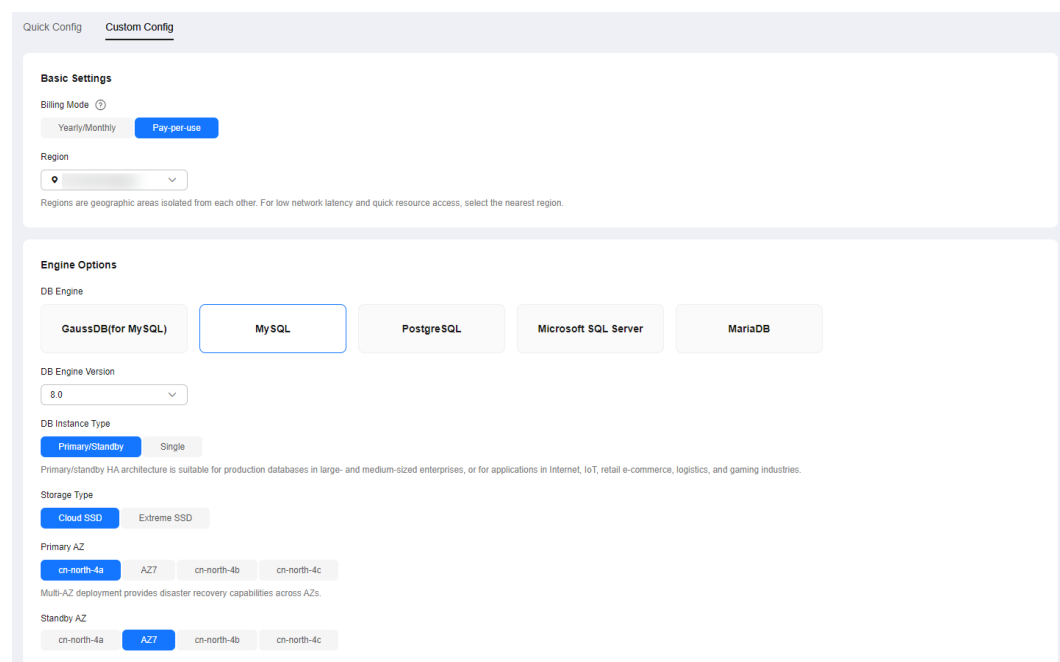 Quick Config Custom Config
Basic Settings
Billing Mode ?
Yearly/Monthly Pay-per-use
Region
Regions are geographic areas isolated from each other. For low network latency and quick resource access, select the nearest region.
Engine Options
DB Engine
GaussDB(for MySQL) MySQL PostgreSQL Microsoft SQL Server MariaDB
DB Engine Version
8.0
DB Instance Type
Primary/Standby Single
Primary/standby HA architecture is suitable for production databases in large- and medium-sized enterprises, or for applications in Internet, IoT, retail e-commerce, logistics, and gaming industries.
Storage Type
Cloud SSD Extreme SSD
Primary AZ
cn-north-4a AZ7 cn-north-4b cn-north-4c
Multi-AZ deployment provides disaster recovery capabilities across AZs.
Standby AZ
cn-north-4a AZ7 cn-north-4b cn-north-4c